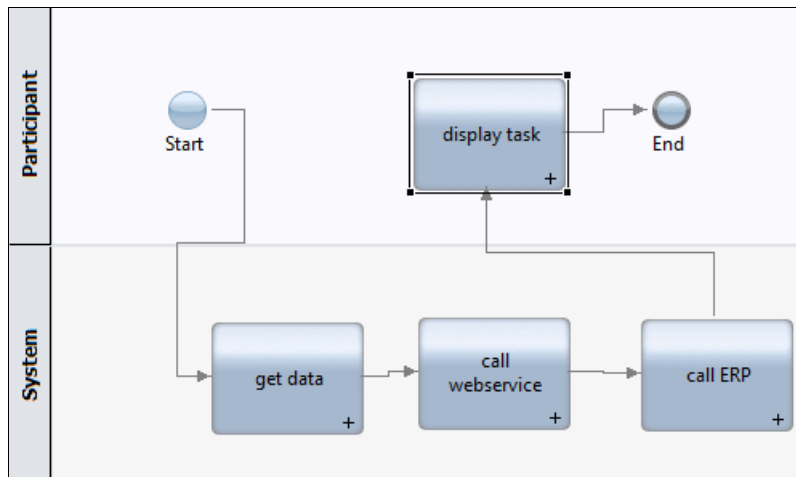 Participant
Start
display task
+
End
System
get data
+
call
webservice
+
call ERP
+